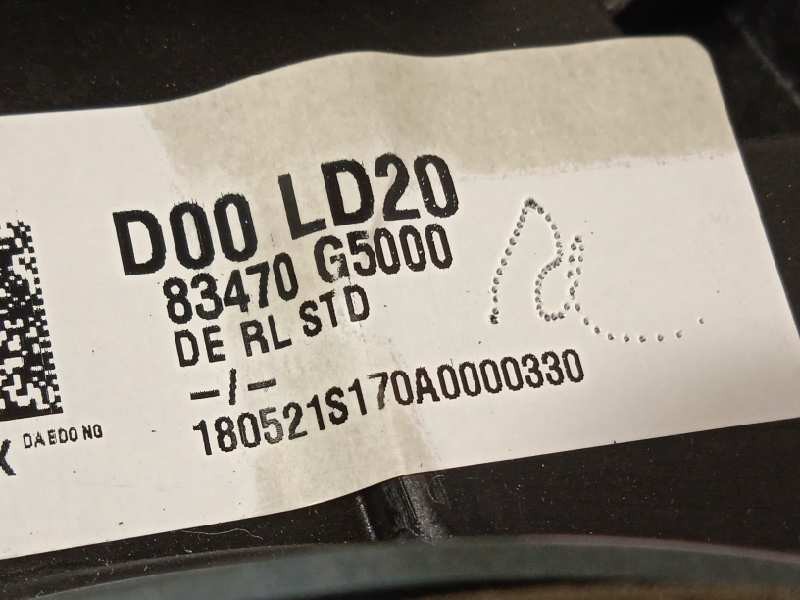 D00 LD20
83470 G5000
DE RL STD
-/-
180521S170A0000330
DAEDONG